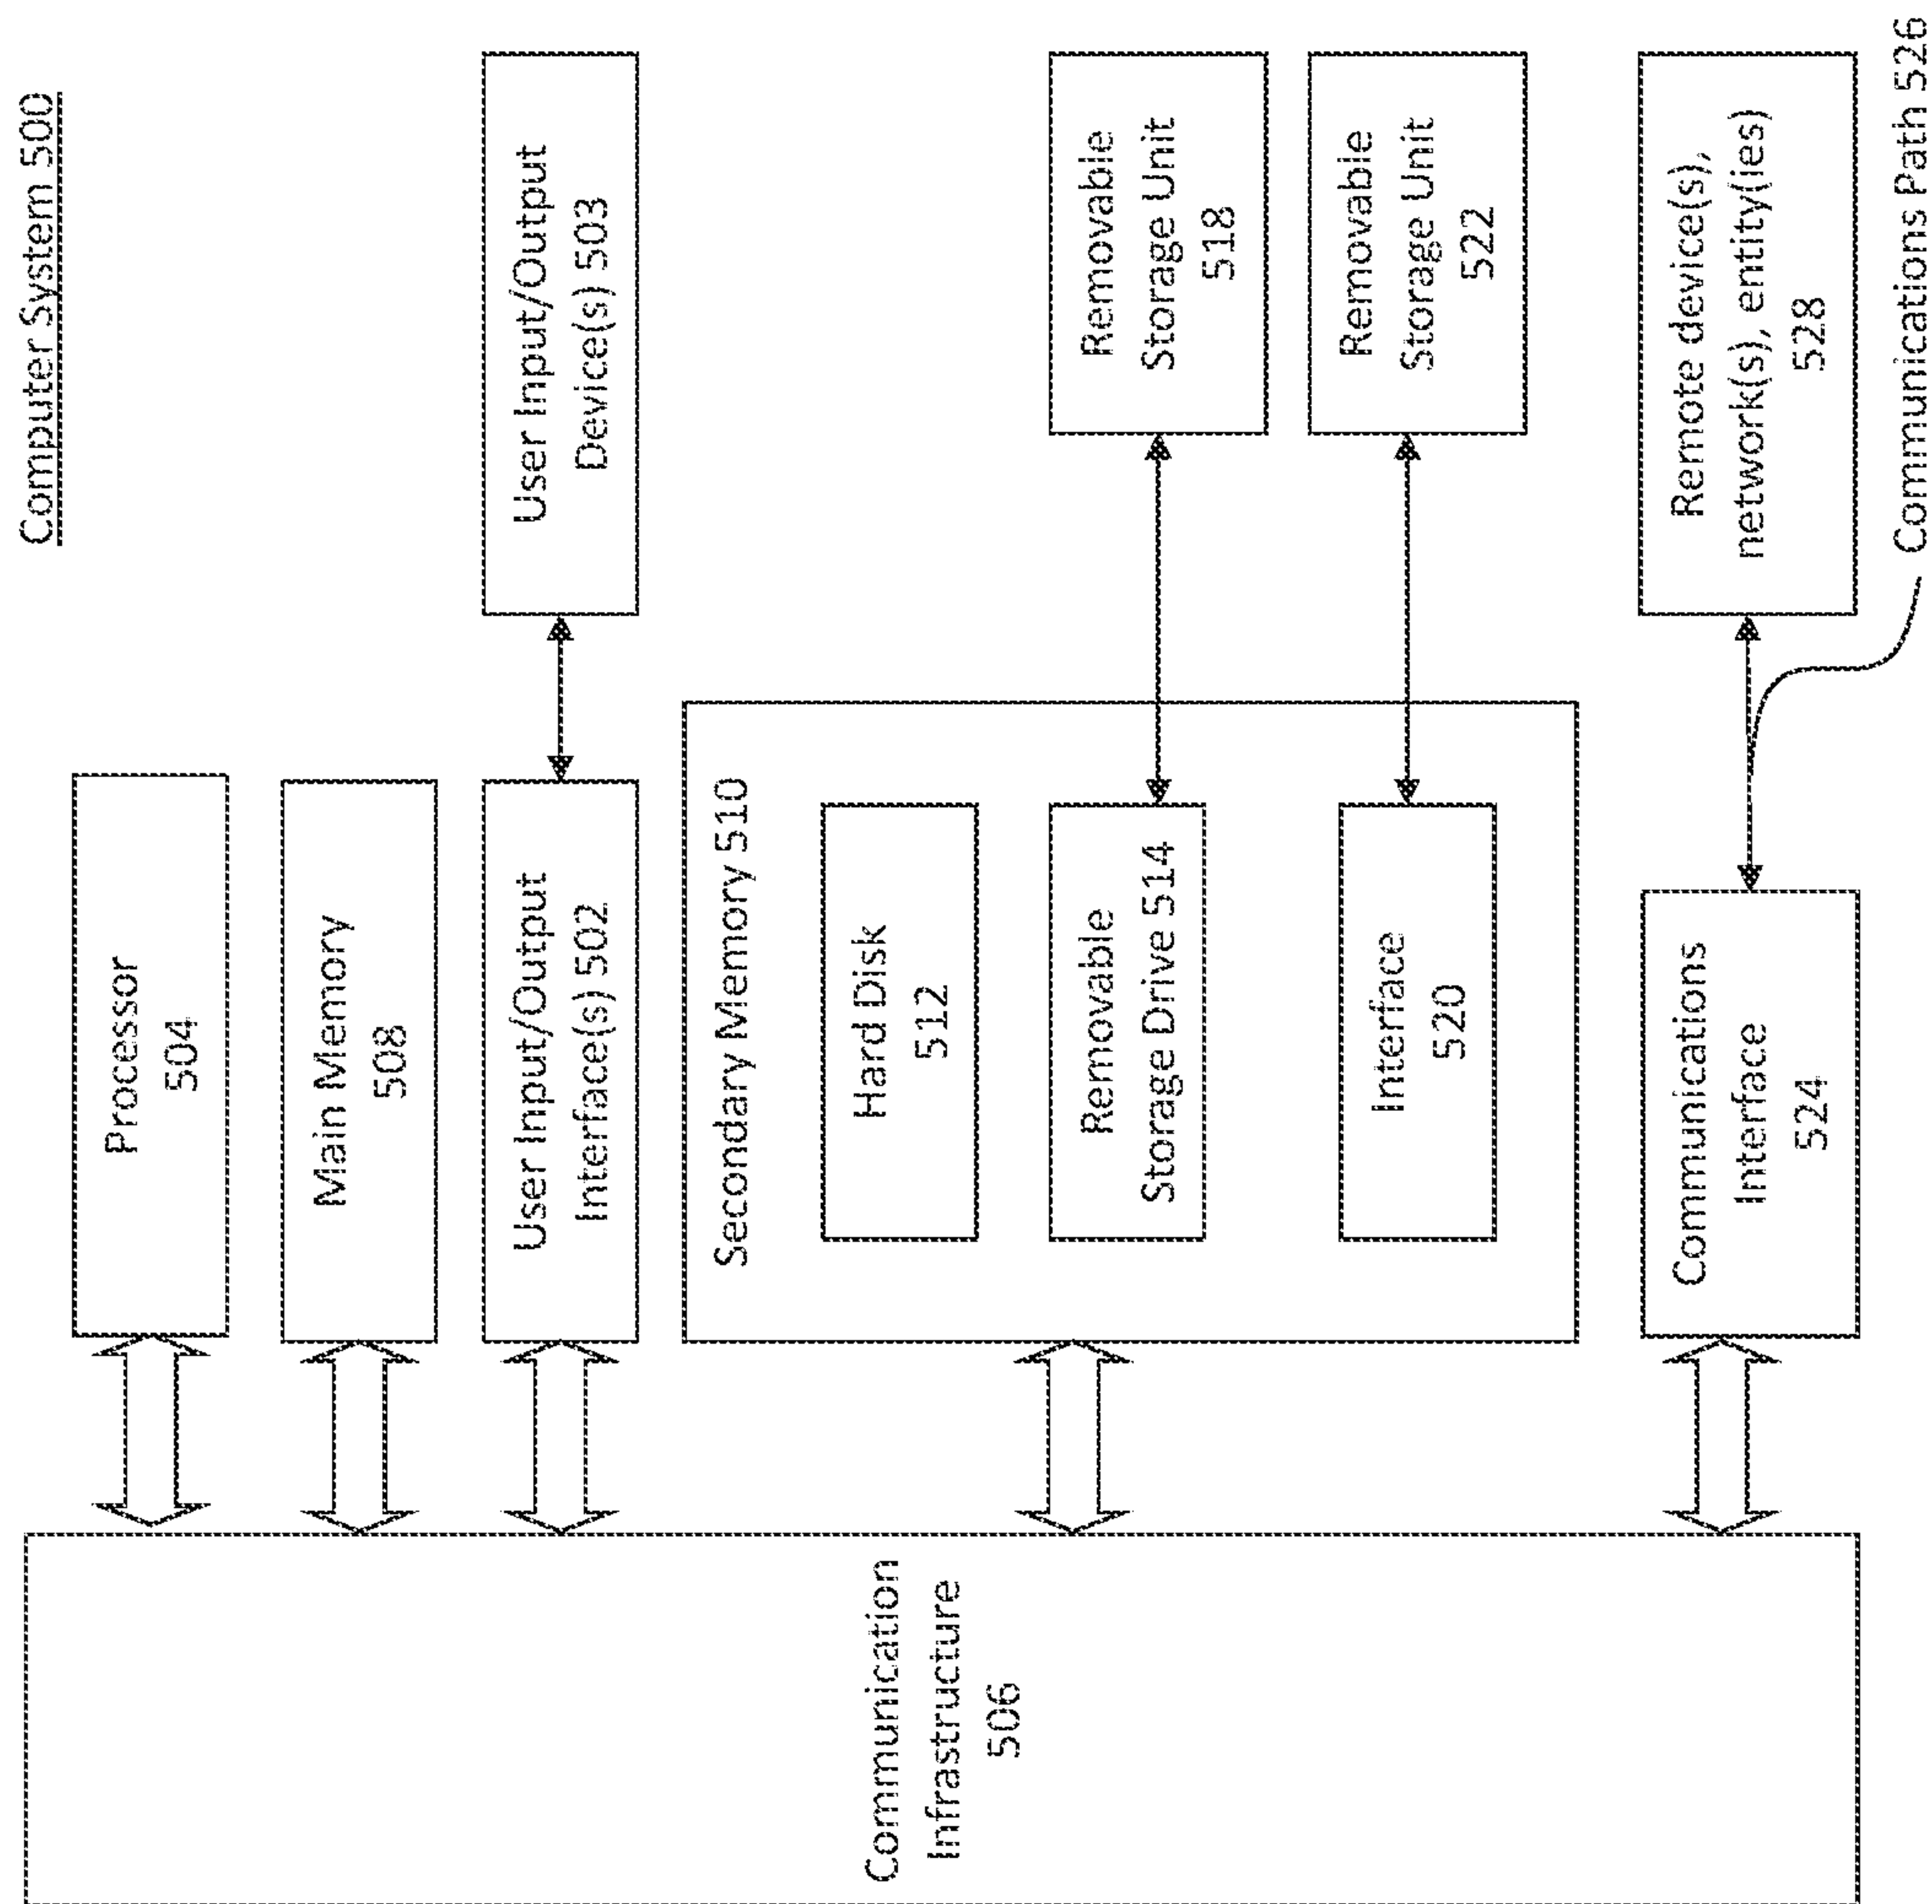 Computer System 500
Processor
504
Main Memory
508
User Input/Output
Interface(s) 502
User Input/Output
Device(s) 503
Communication
Infrastructure
506
Secondary Memory 510
Hard Disk
512
Removable
Storage Drive 514
Removable
Storage Unit
518
Interface
520
Removable
Storage Unit
522
Communications
Interface
524
Remote device(s),
network(s), entity(ies)
528
Communications Path 526